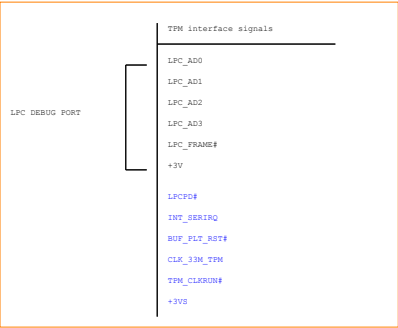 TPM interface signals
LPC_AD0
LPC_AD1
LPC_AD2
LPC DEBUG PORT
LPC_AD3
LPC_FRAME#
+3V
LPCPD#
INT_SERIRQ
BUF_PLT_RST#
CLK_33M_TPM
TPM_CLKRUN#
+3VS